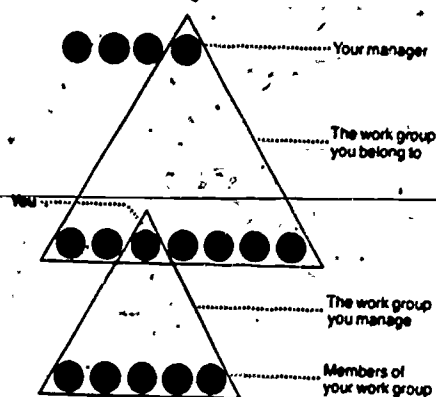 Your manager
The work group
you belong to
You
The work group
you manage
Members of
your work group